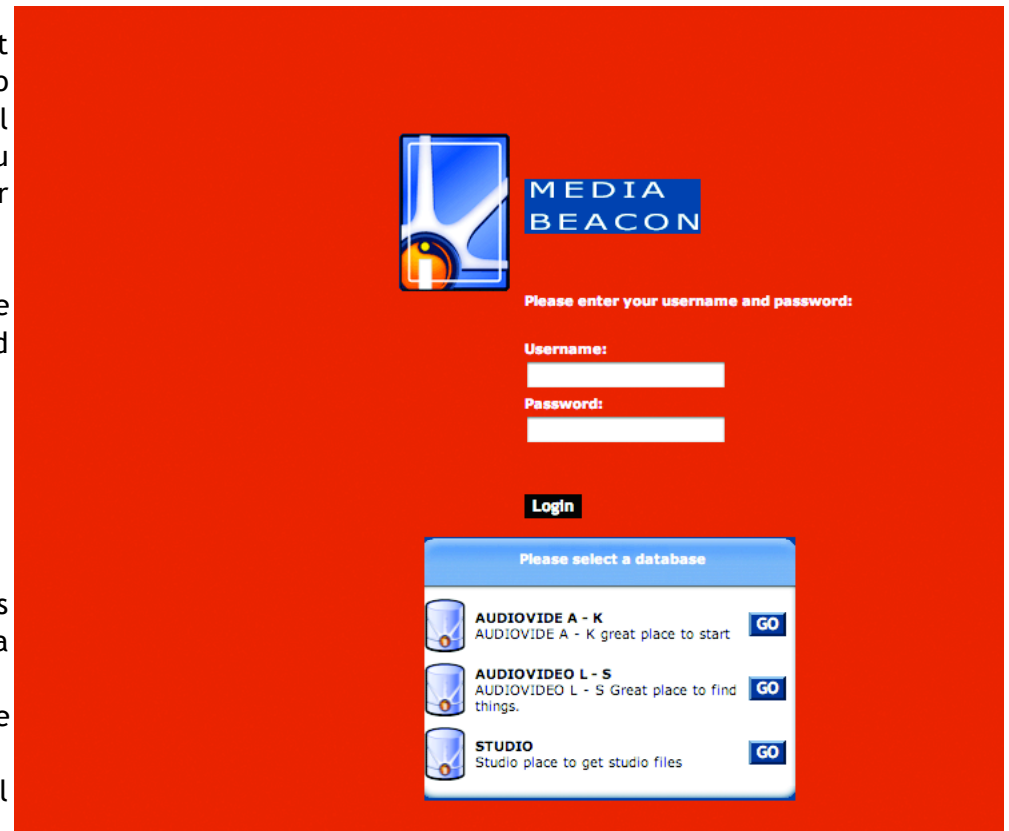 t
o
l
u
r
e
d
s
a
e
l
MEDIA
BEACON
Please enter your username and password:
Username:
Password:
Login
Please select a database
AUDIOVIDE A - K
AUDIOVIDE A - K great place to start
GO
AUDIOVIDEO L - S
AUDIOVIDEO L - S Great place to find
things.
GO
STUDIO
Studio place to get studio files
GO